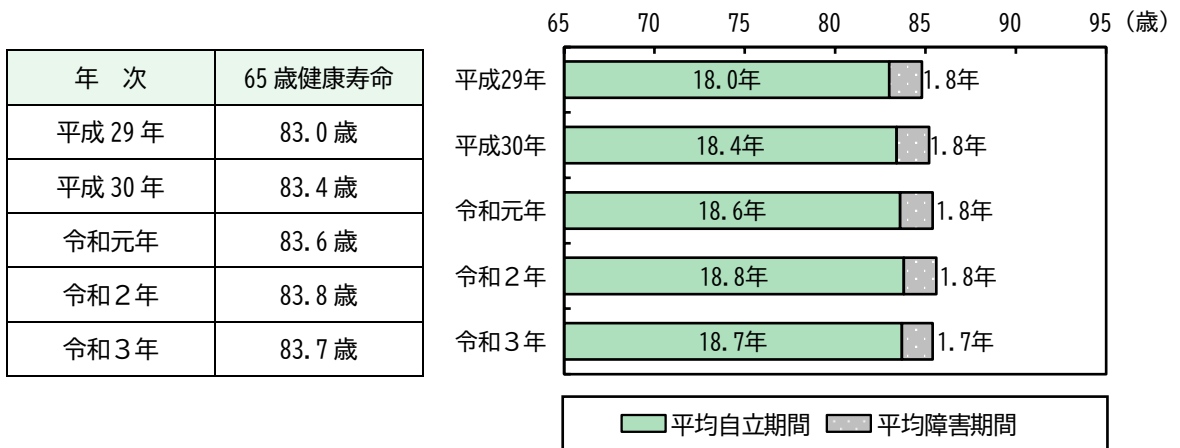 年　次 65歳健康寿命
平成29年 83.0歳
平成30年 83.4歳
令和元年 83.6歳
令和２年 83.8歳
令和３年 83.7歳
65 70 75 80 85 90 95（歳）
平成29年 18.0年 1.8年
平成30年 18.4年 1.8年
令和元年 18.6年 1.8年
令和２年 18.8年 1.8年
令和３年 18.7年 1.7年
平均自立期間 平均障害期間